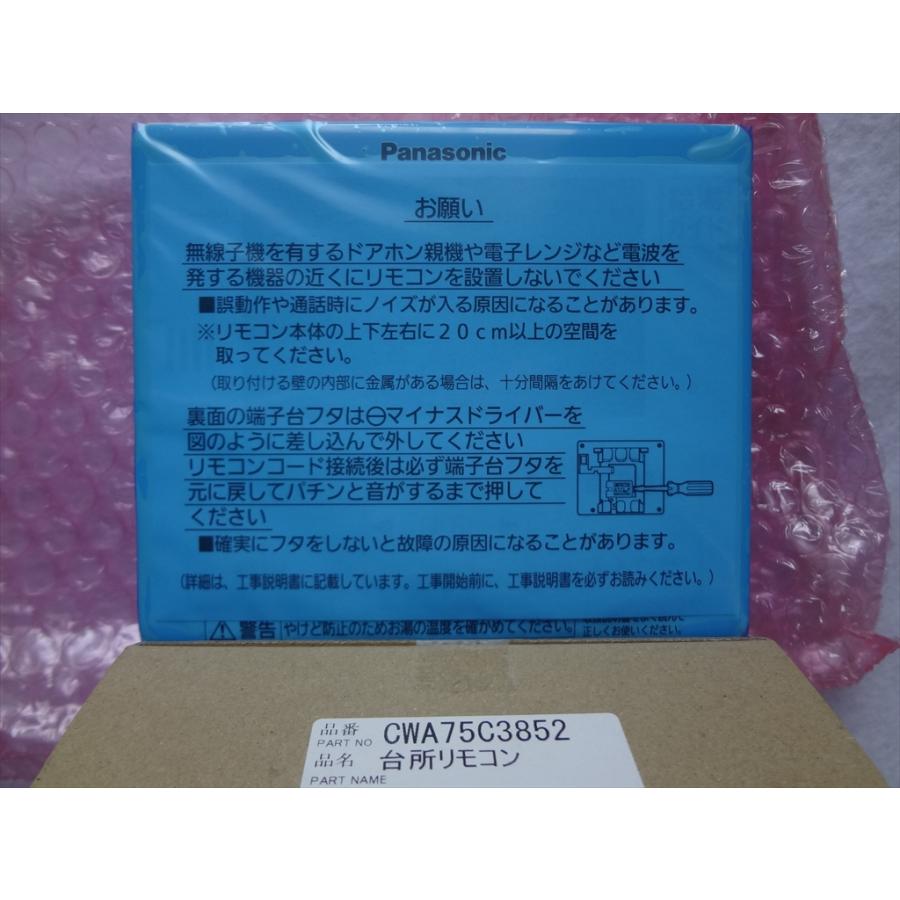 Panasonic
お願い
無線子機を有するドアホン親機や電子レンジなど電波を
発する機器の近くにリモコンを設置しないでください
■誤動作や通話時にノイズが入る原因になることがあります。
※リモコン本体の上下左右に20cm以上の空間を
取ってください。
(取り付ける壁の内部に金属がある場合は、十分間隔をあけてください。)
裏面の端子台フタは⊖マイナスドライバーを
図のように差し込んで外してください
リモコンコード接続後は必ず端子台フタを
元に戻してパチンと音がするまで押して
ください
■確実にフタをしないと故障の原因になることがあります。
(詳細は、工事説明書に記載しています。工事開始前に、工事説明書を必ずお読みください。)
⚠警告 やけど防止のためお湯の温度を確かめてください。
正しくお使いください。
品番 CWA75C3852
PART NO
品名 台所リモコン
PART NAME